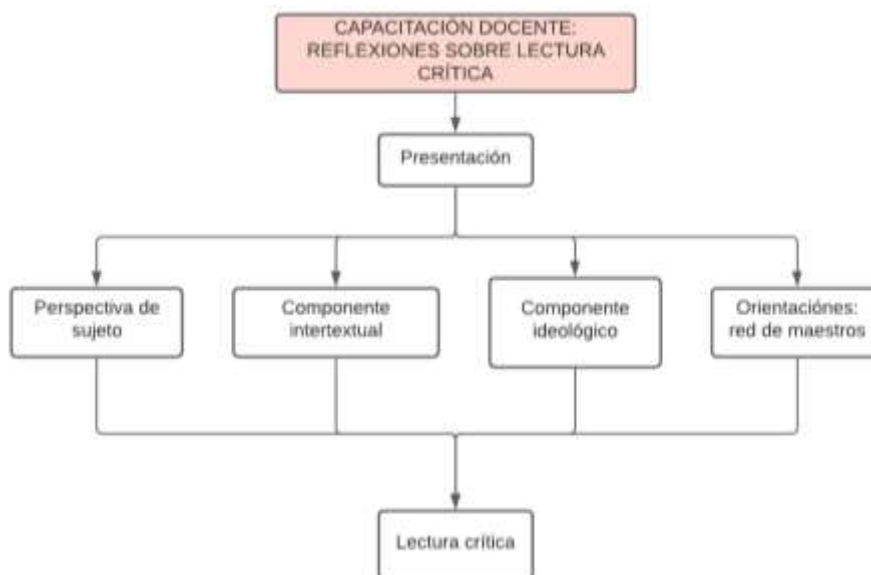 CAPACITACIÓN DOCENTE:
REFLEXIONES SOBRE LECTURA
CRÍTICA
Presentación
Perspectiva de
sujeto
Componente
intertextual
Componente
ideológico
Orientaciónes:
red de maestros
Lectura crítica